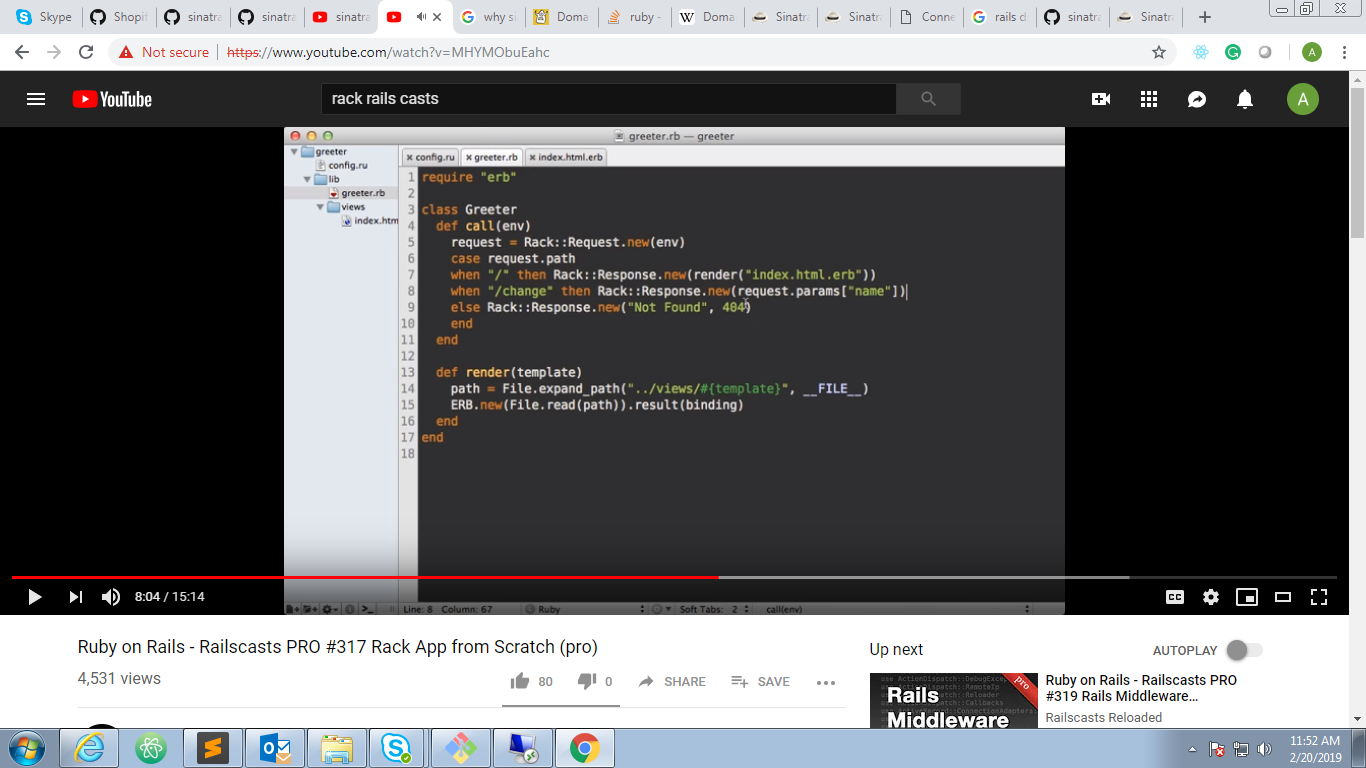 Skype
Shopif
sinatra
sinatra
sinatra
why si
Doma
ruby -
Doma
Sinatra
Sinatra
Conne
rails d
sinatra
Sinatra
Not secure
https://www.youtube.com/watch?v=MHYMObuEahc
A
YouTube
rack rails casts
A
greeter.rb — greeter
greeter
config.ru
lib
greeter.rb
views
index.htm
config.ru greeter.rb index.html.erb
1 require "erb"
2
3 class Greeter
4 def call(env)
5 request = Rack::Request.new(env)
6 case request.path
7 when "/" then Rack::Response.new(render("index.html.erb"))
8 when "/change" then Rack::Response.new(request.params["name"])
9 else Rack::Response.new("Not Found", 404)
10 end
11 end
12
13 def render(template)
14 path = File.expand_path("../views/#{template}", __FILE__)
15 ERB.new(File.read(path)).result(binding)
16 end
17 end
18
Line: 8 Column: 67 Ruby Soft Tabs: 2 call(env)
8:04 / 15:14
CC
Ruby on Rails - Railscasts PRO #317 Rack App from Scratch (pro)
4,531 views
80 0 SHARE SAVE
Up next AUTOPLAY
use ActionDispatch::RemoteIp
Rails
Middleware
pro
Ruby on Rails - Railscasts PRO
#319 Rails Middleware...
Railscasts Reloaded
11:52 AM
2/20/2019